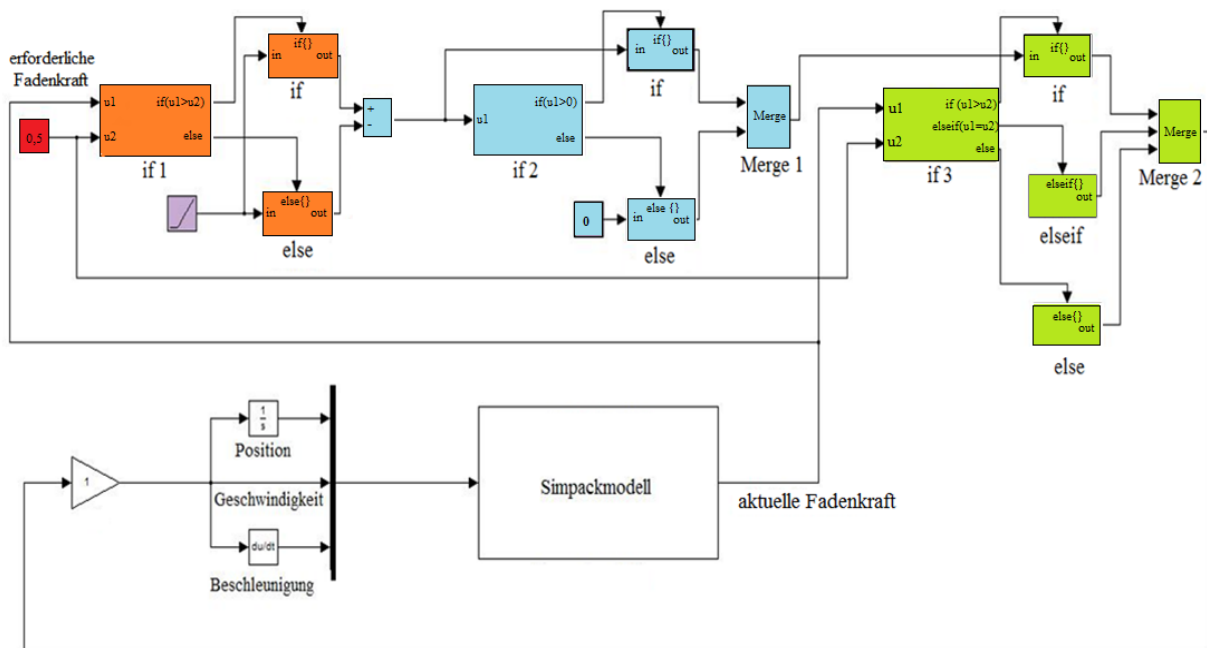 erforderliche
Fadenkraft
0,5
u1
if(u1>u2)
u2
else
if 1
if{}
in
out
if
else{}
in
out
else
+
-
u1
if(u1>0)
else
if 2
if{}
in
out
if
0
else {}
in
out
else
Merge
Merge 1
u1
if (u1>u2)
elseif(u1=u2)
u2
else
if 3
if{}
in
out
if
elseif{}
out
elseif
else{}
out
else
Merge
Merge 2
1
1
s
Position
Geschwindigkeit
du/dt
Beschleunigung
Simpackmodell
aktuelle Fadenkraft